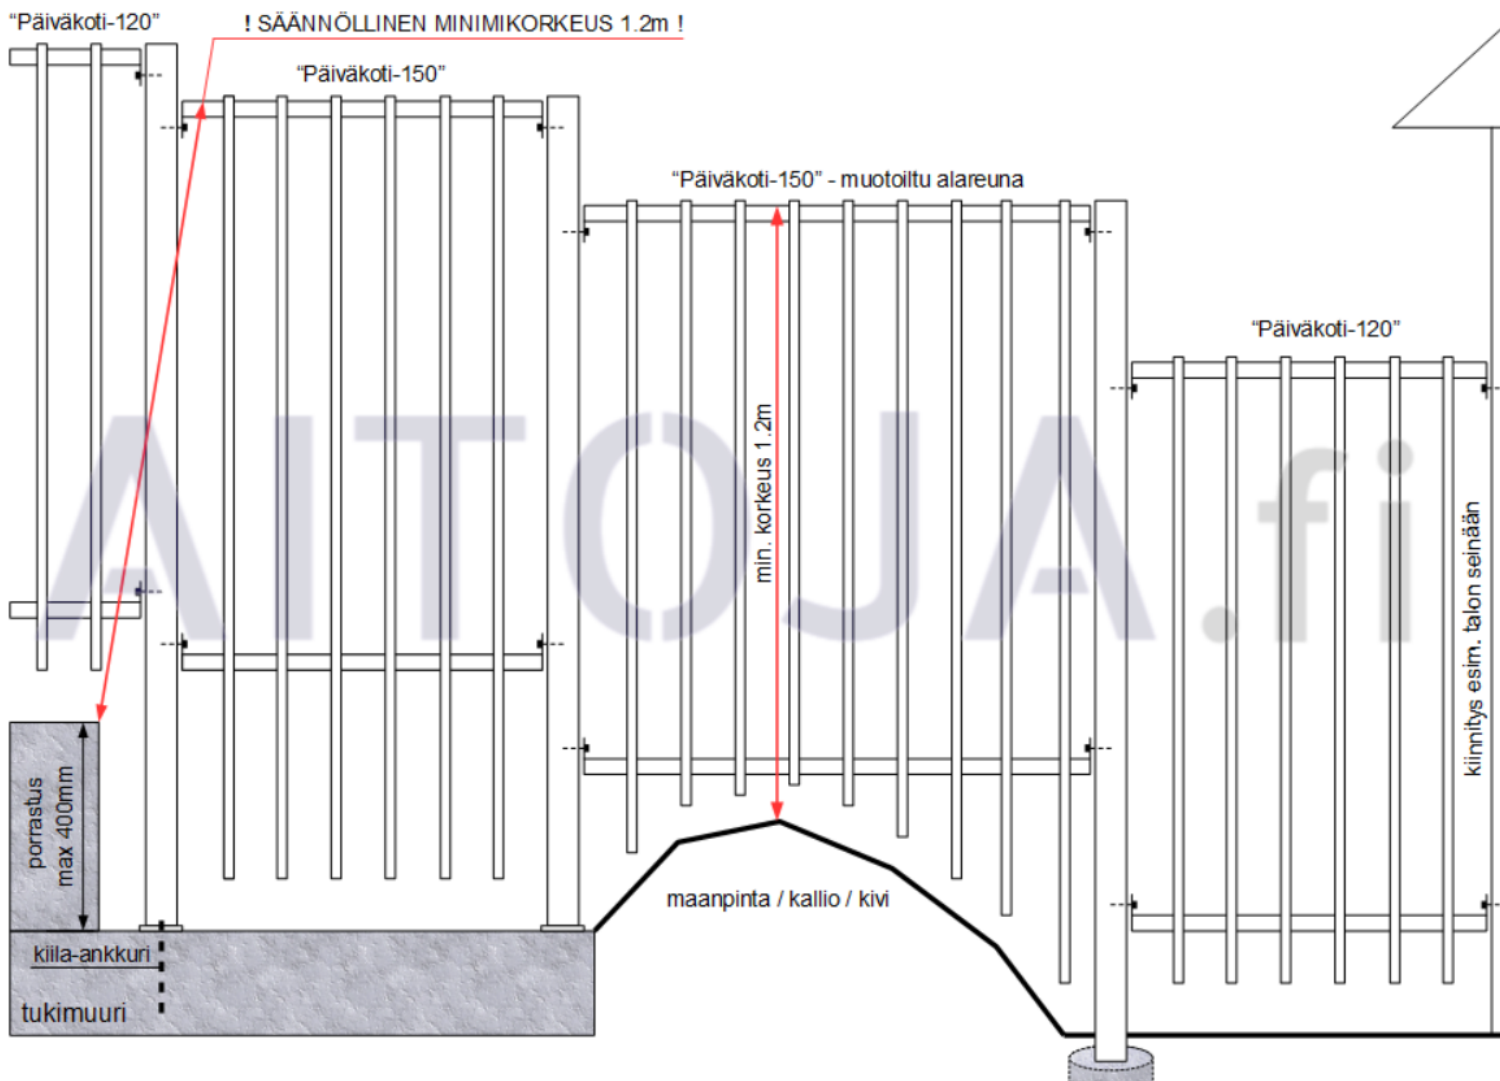 “Päiväkoti-120”
! SÄÄNNÖLLINEN MINIMIKORKEUS 1.2m !
“Päiväkoti-150”
“Päiväkoti-150” - muotoiltu alareuna
“Päiväkoti-120”
min. korkeus 1.2m
AITOJA.fi
kiinnitys esim. talon seinään
porrastus
max 400mm
maanpinta / kallio / kivi
kiila-ankkuri
tukimuuri